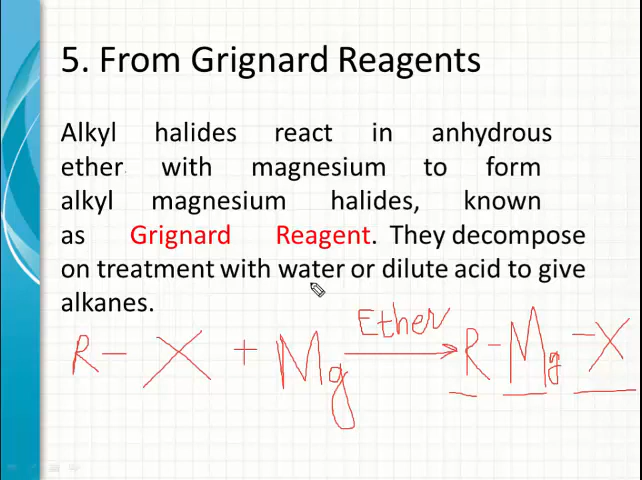 5. From Grignard Reagents
Alkyl halides react in anhydrous
ether with magnesium to form
alkyl magnesium halides, known
as Grignard Reagent. They decompose
on treatment with water or dilute acid to give
alkanes.
R - X + Mg Ether → R - Mg - X